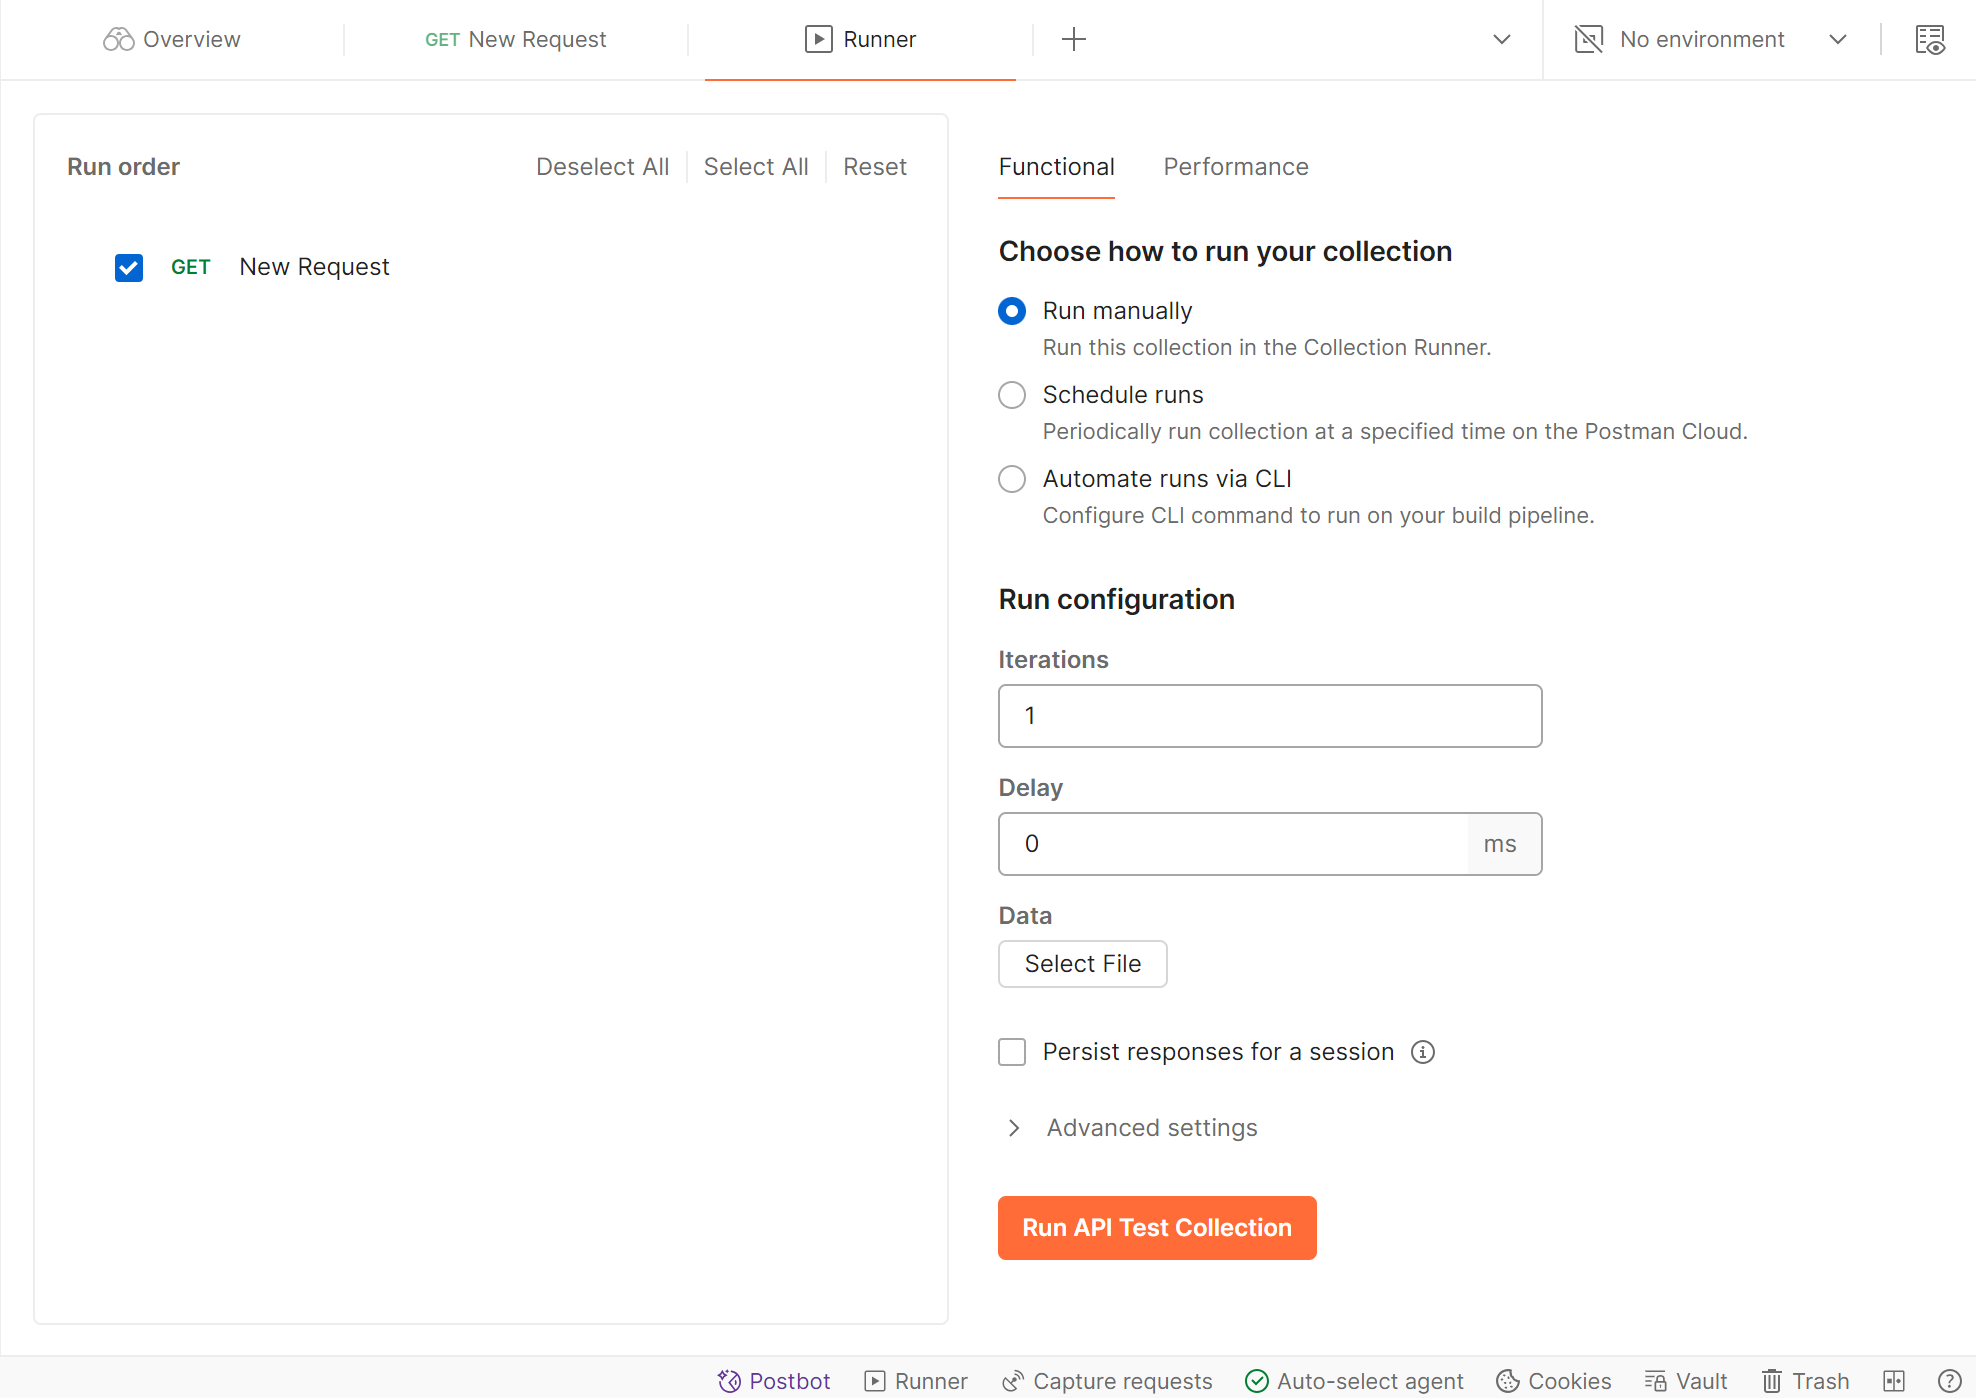 Overview
GET New Request
Runner
No environment
Run order
Deselect All
Select All
Reset
GET New Request
Functional
Performance
Choose how to run your collection
Run manually
Run this collection in the Collection Runner.
Schedule runs
Periodically run collection at a specified time on the Postman Cloud.
Automate runs via CLI
Configure CLI command to run on your build pipeline.
Run configuration
Iterations
1
Delay
0 ms
Data
Select File
Persist responses for a session
Advanced settings
Run API Test Collection
Postbot
Runner
Capture requests
Auto-select agent
Cookies
Vault
Trash